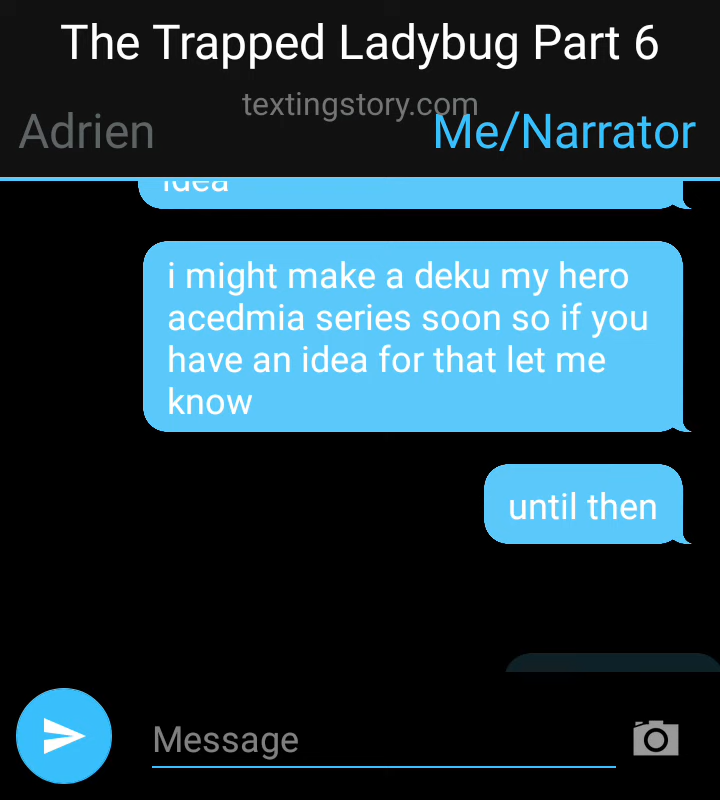 The Trapped Ladybug Part 6
textingstory.com
Adrien
Me/Narrator
idea
i might make a deku my hero
acedmia series soon so if you
have an idea for that let me
know
until then
Message